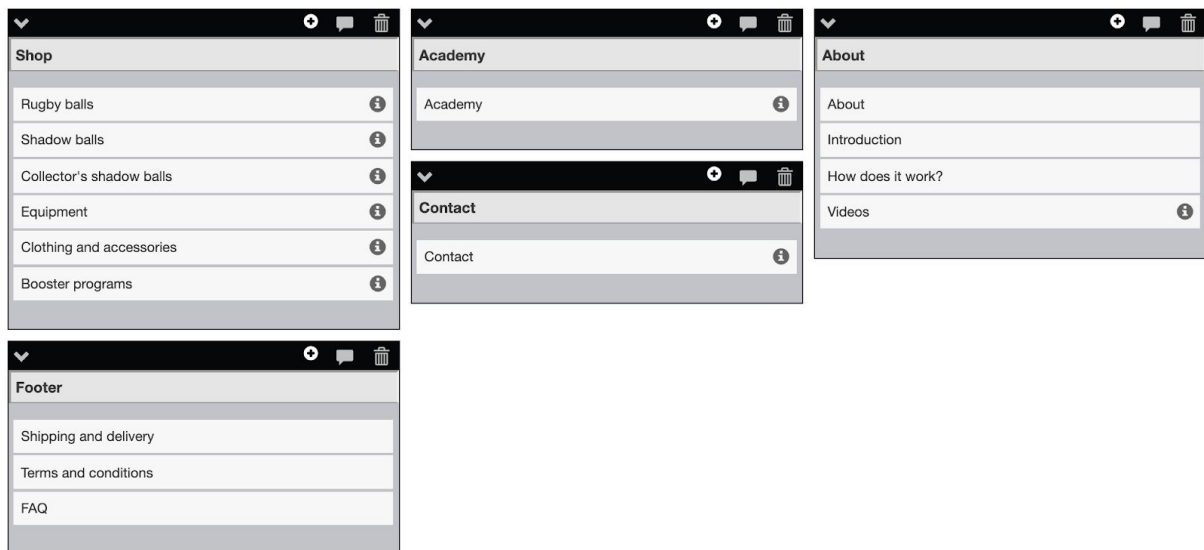 Shop
Rugby balls
Shadow balls
Collector's shadow balls
Equipment
Clothing and accessories
Booster programs
Academy
Academy
Contact
Contact
About
About
Introduction
How does it work?
Videos
Footer
Shipping and delivery
Terms and conditions
FAQ